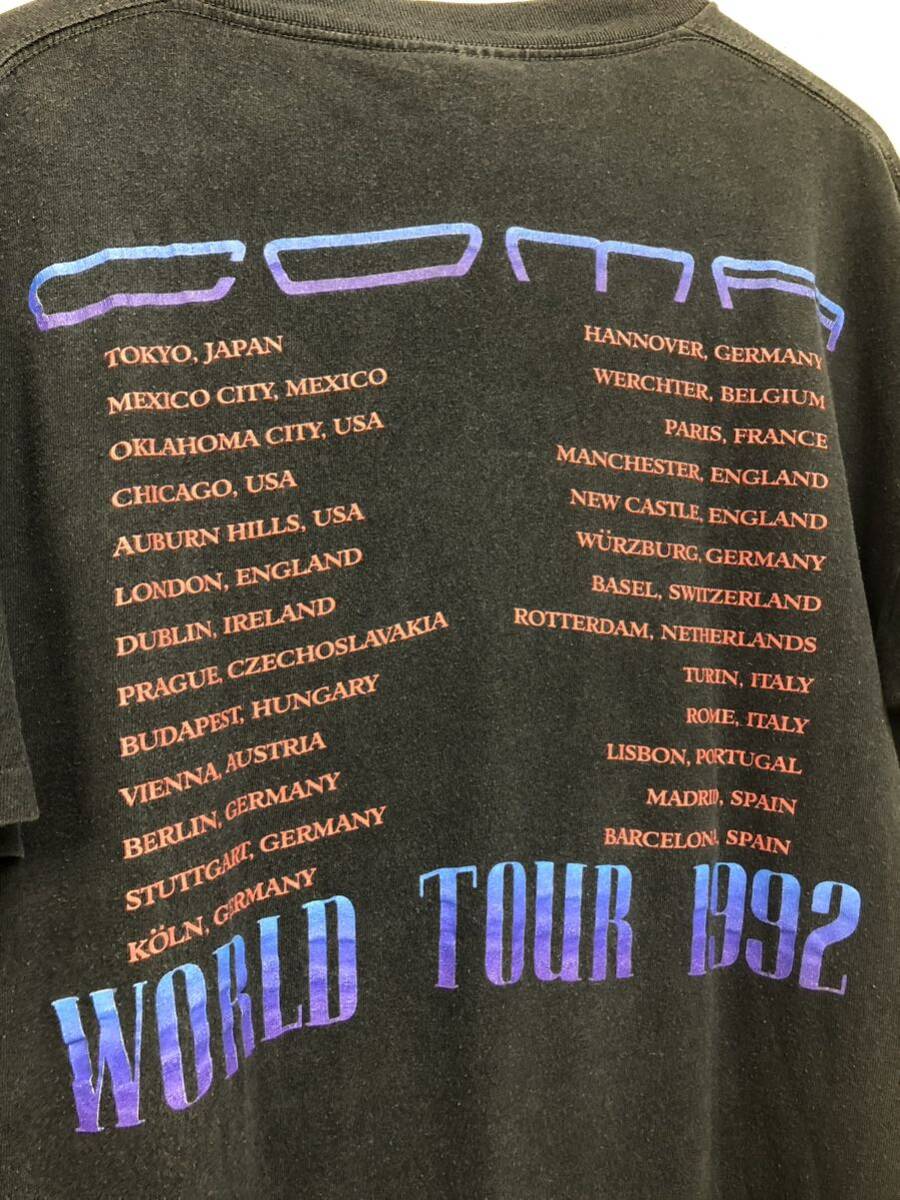 COMA
TOKYO, JAPAN
MEXICO CITY, MEXICO
OKLAHOMA CITY, USA
CHICAGO, USA
AUBURN HILLS, USA
LONDON, ENGLAND
DUBLIN, IRELAND
PRAGUE, CZECHOSLAVAKIA
BUDAPEST, HUNGARY
VIENNA, AUSTRIA
BERLIN, GERMANY
STUTTGART, GERMANY
KÖLN, GERMANY
HANNOVER, GERMANY
WERCHTER, BELGIUM
PARIS, FRANCE
MANCHESTER, ENGLAND
NEW CASTLE, ENGLAND
WÜRZBURG, GERMANY
BASEL, SWITZERLAND
ROTTERDAM, NETHERLANDS
TURIN, ITALY
ROME, ITALY
LISBON, PORTUGAL
MADRID, SPAIN
BARCELONA, SPAIN
WORLD TOUR 1992